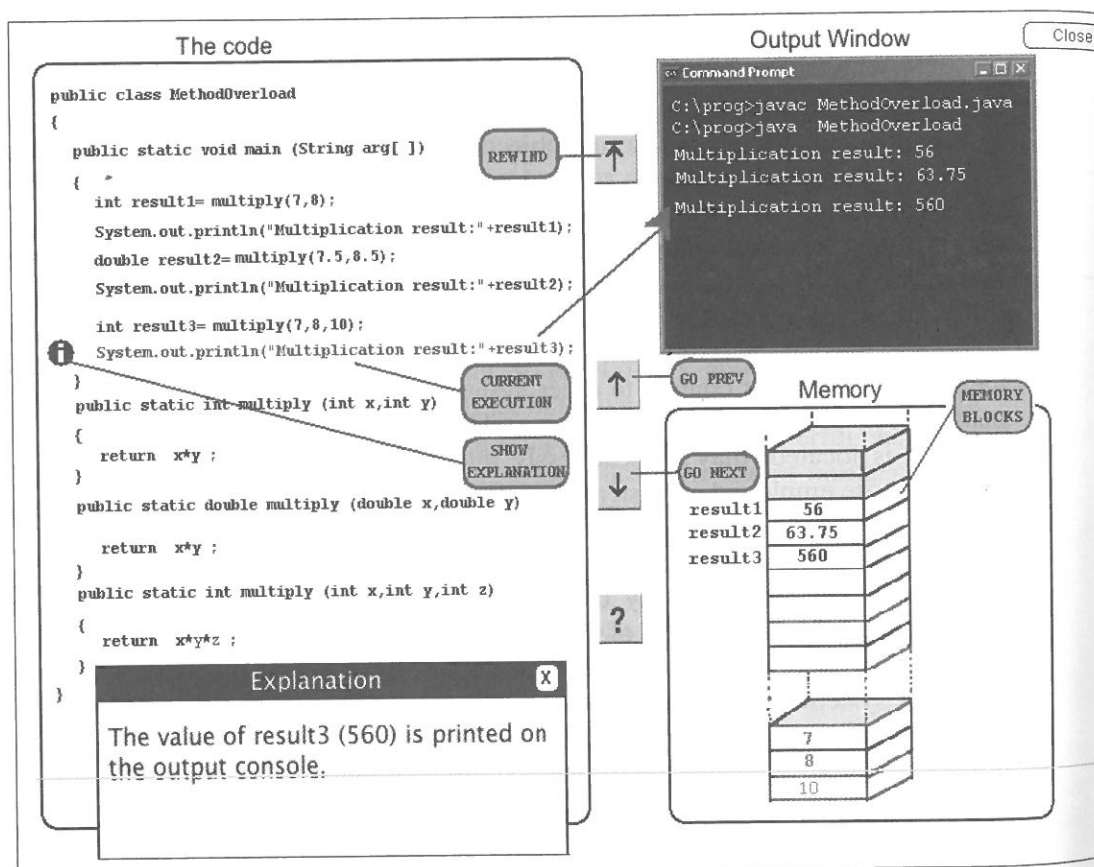 The code
public class MethodOverload
{
public static void main (String arg[ ])
{
int result1= multiply(7,8);
System.out.println("Multiplication result:"+result1);
double result2= multiply(7.5,8.5);
System.out.println("Multiplication result:"+result2);
int result3= multiply(7,8,10);
System.out.println("Multiplication result:"+result3);
}
public static int multiply (int x,int y)
{
return x*y ;
}
public static double multiply (double x,double y)
return x*y ;
}
public static int multiply (int x,int y,int z)
{
return x*y*z ;
}
}
i
REWIND
CURRENT
EXECUTION
SHOW
EXPLANATION
Explanation
X
The value of result3 (560) is printed on
the output console.
Output Window
Close
Command Prompt
C:\prog>javac MethodOverload.java
C:\prog>java MethodOverload
Multiplication result: 56
Multiplication result: 63.75
Multiplication result: 560
GO PREV
GO NEXT
?
Memory
MEMORY
BLOCKS
result1 56
result2 63.75
result3 560
7
8
10